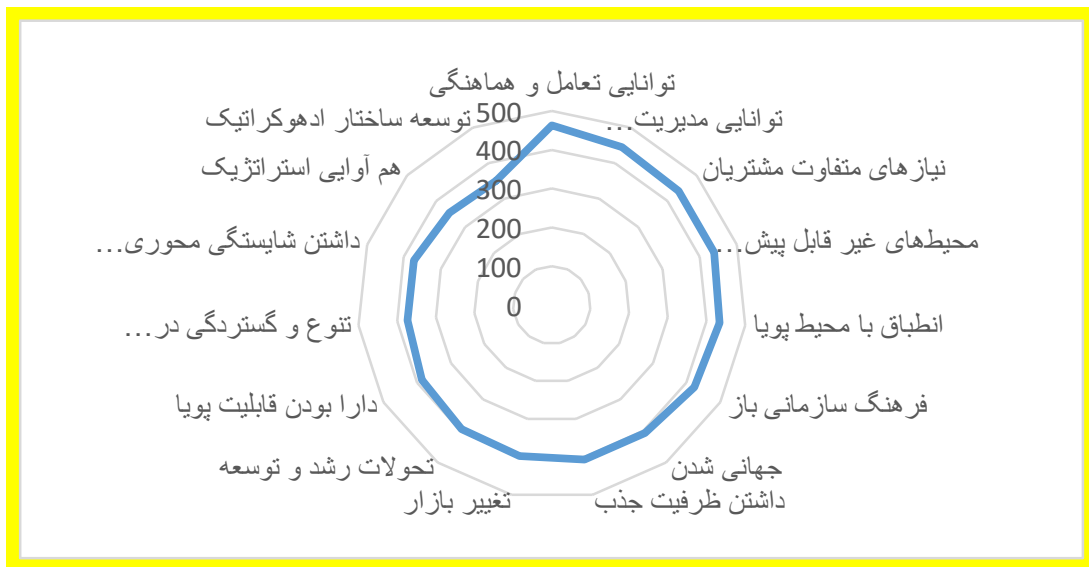 توانایی تعامل و هماهنگی
توانایی مدیریت...
نیازهای متفاوت مشتریان
محیط‌های غیر قابل پیش...
انطباق با محیط پویا
فرهنگ سازمانی باز
جهانی شدن
داشتن ظرفیت جذب
تغییر بازار
تحولات رشد و توسعه
دارا بودن قابلیت پویا
تنوع و گستردگی در...
داشتن شایستگی محوری...
هم آوایی استراتژیک
توسعه ساختار ادهوکراتیک
500
400
300
200
100
0